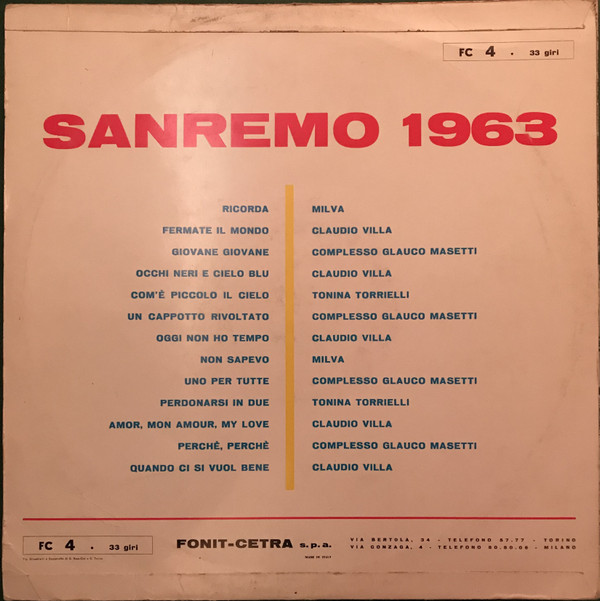 FC 4 . 33 giri
SANREMO 1963
RICORDA MILVA
FERMATE IL MONDO CLAUDIO VILLA
GIOVANE GIOVANE COMPLESSO GLAUCO MASETTI
OCCHI NERI E CIELO BLU CLAUDIO VILLA
COM'È PICCOLO IL CIELO TONINA TORRIELLI
UN CAPPOTTO RIVOLTATO COMPLESSO GLAUCO MASETTI
OGGI NON HO TEMPO CLAUDIO VILLA
NON SAPEVO MILVA
UNO PER TUTTE COMPLESSO GLAUCO MASETTI
PERDONARSI IN DUE TONINA TORRIELLI
AMOR, MON AMOUR, MY LOVE CLAUDIO VILLA
PERCHÈ, PERCHÈ COMPLESSO GLAUCO MASETTI
QUANDO CI SI VUOL BENE CLAUDIO VILLA
FC 4 . 33 giri
FONIT-CETRA s.p.a.
MADE IN ITALY
VIA BERTOLA, 34 - TELEFONO 57.77 - TORINO
VIA GONZAGA, 4 - TELEFONO - MILANO